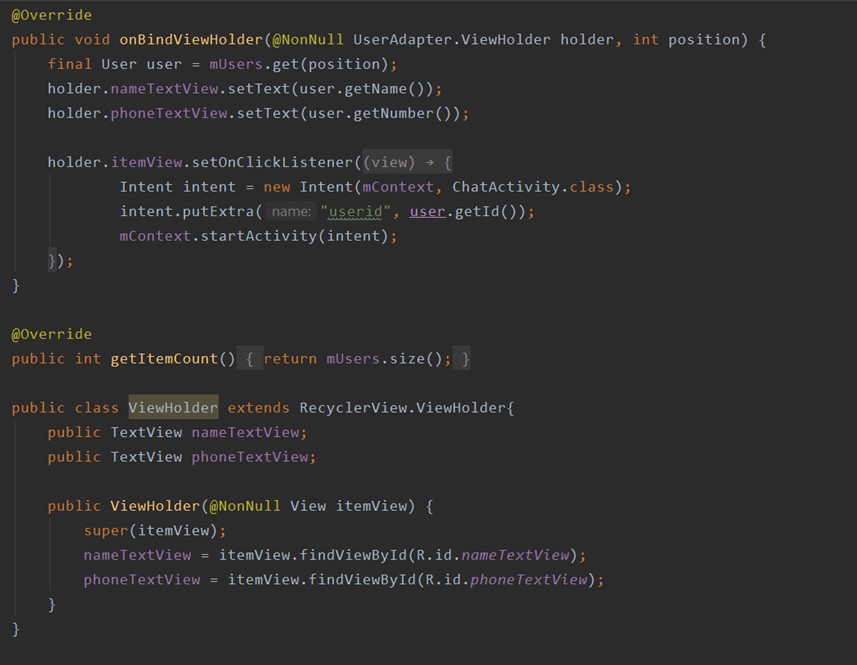 @Override
public void onBindViewHolder(@NonNull UserAdapter.ViewHolder holder, int position) {
    final User user = mUsers.get(position);
    holder.nameTextView.setText(user.getName());
    holder.phoneTextView.setText(user.getNumber());

    holder.itemView.setOnClickListener((view) → {
            Intent intent = new Intent(mContext, ChatActivity.class);
            intent.putExtra( name: "userid", user.getId());
            mContext.startActivity(intent);
    });
}

@Override
public int getItemCount() { return mUsers.size(); }

public class ViewHolder extends RecyclerView.ViewHolder{
    public TextView nameTextView;
    public TextView phoneTextView;

    public ViewHolder(@NonNull View itemView) {
        super(itemView);
        nameTextView = itemView.findViewById(R.id.nameTextView);
        phoneTextView = itemView.findViewById(R.id.phoneTextView);
    }
}